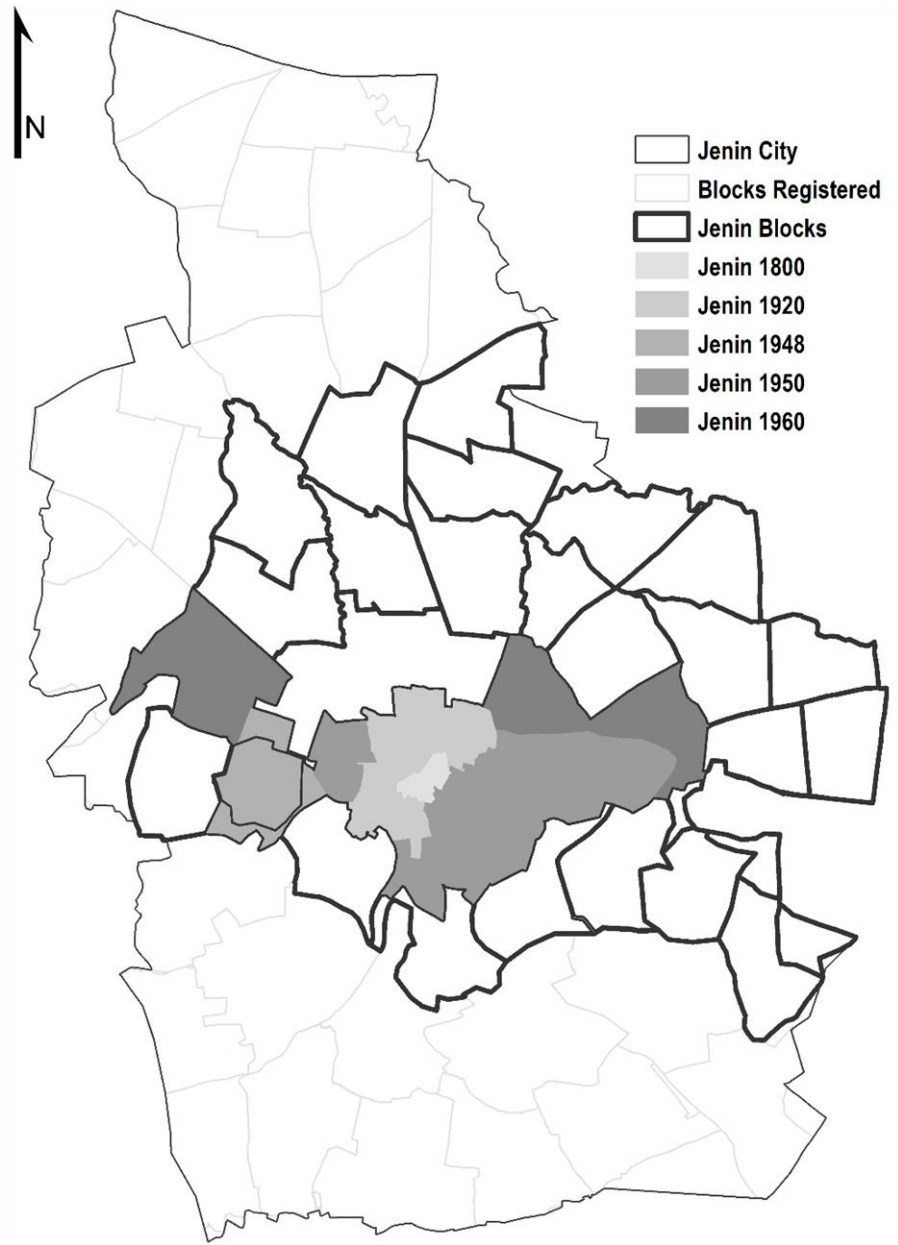 N
Jenin City
Blocks Registered
Jenin Blocks
Jenin 1800
Jenin 1920
Jenin 1948
Jenin 1950
Jenin 1960